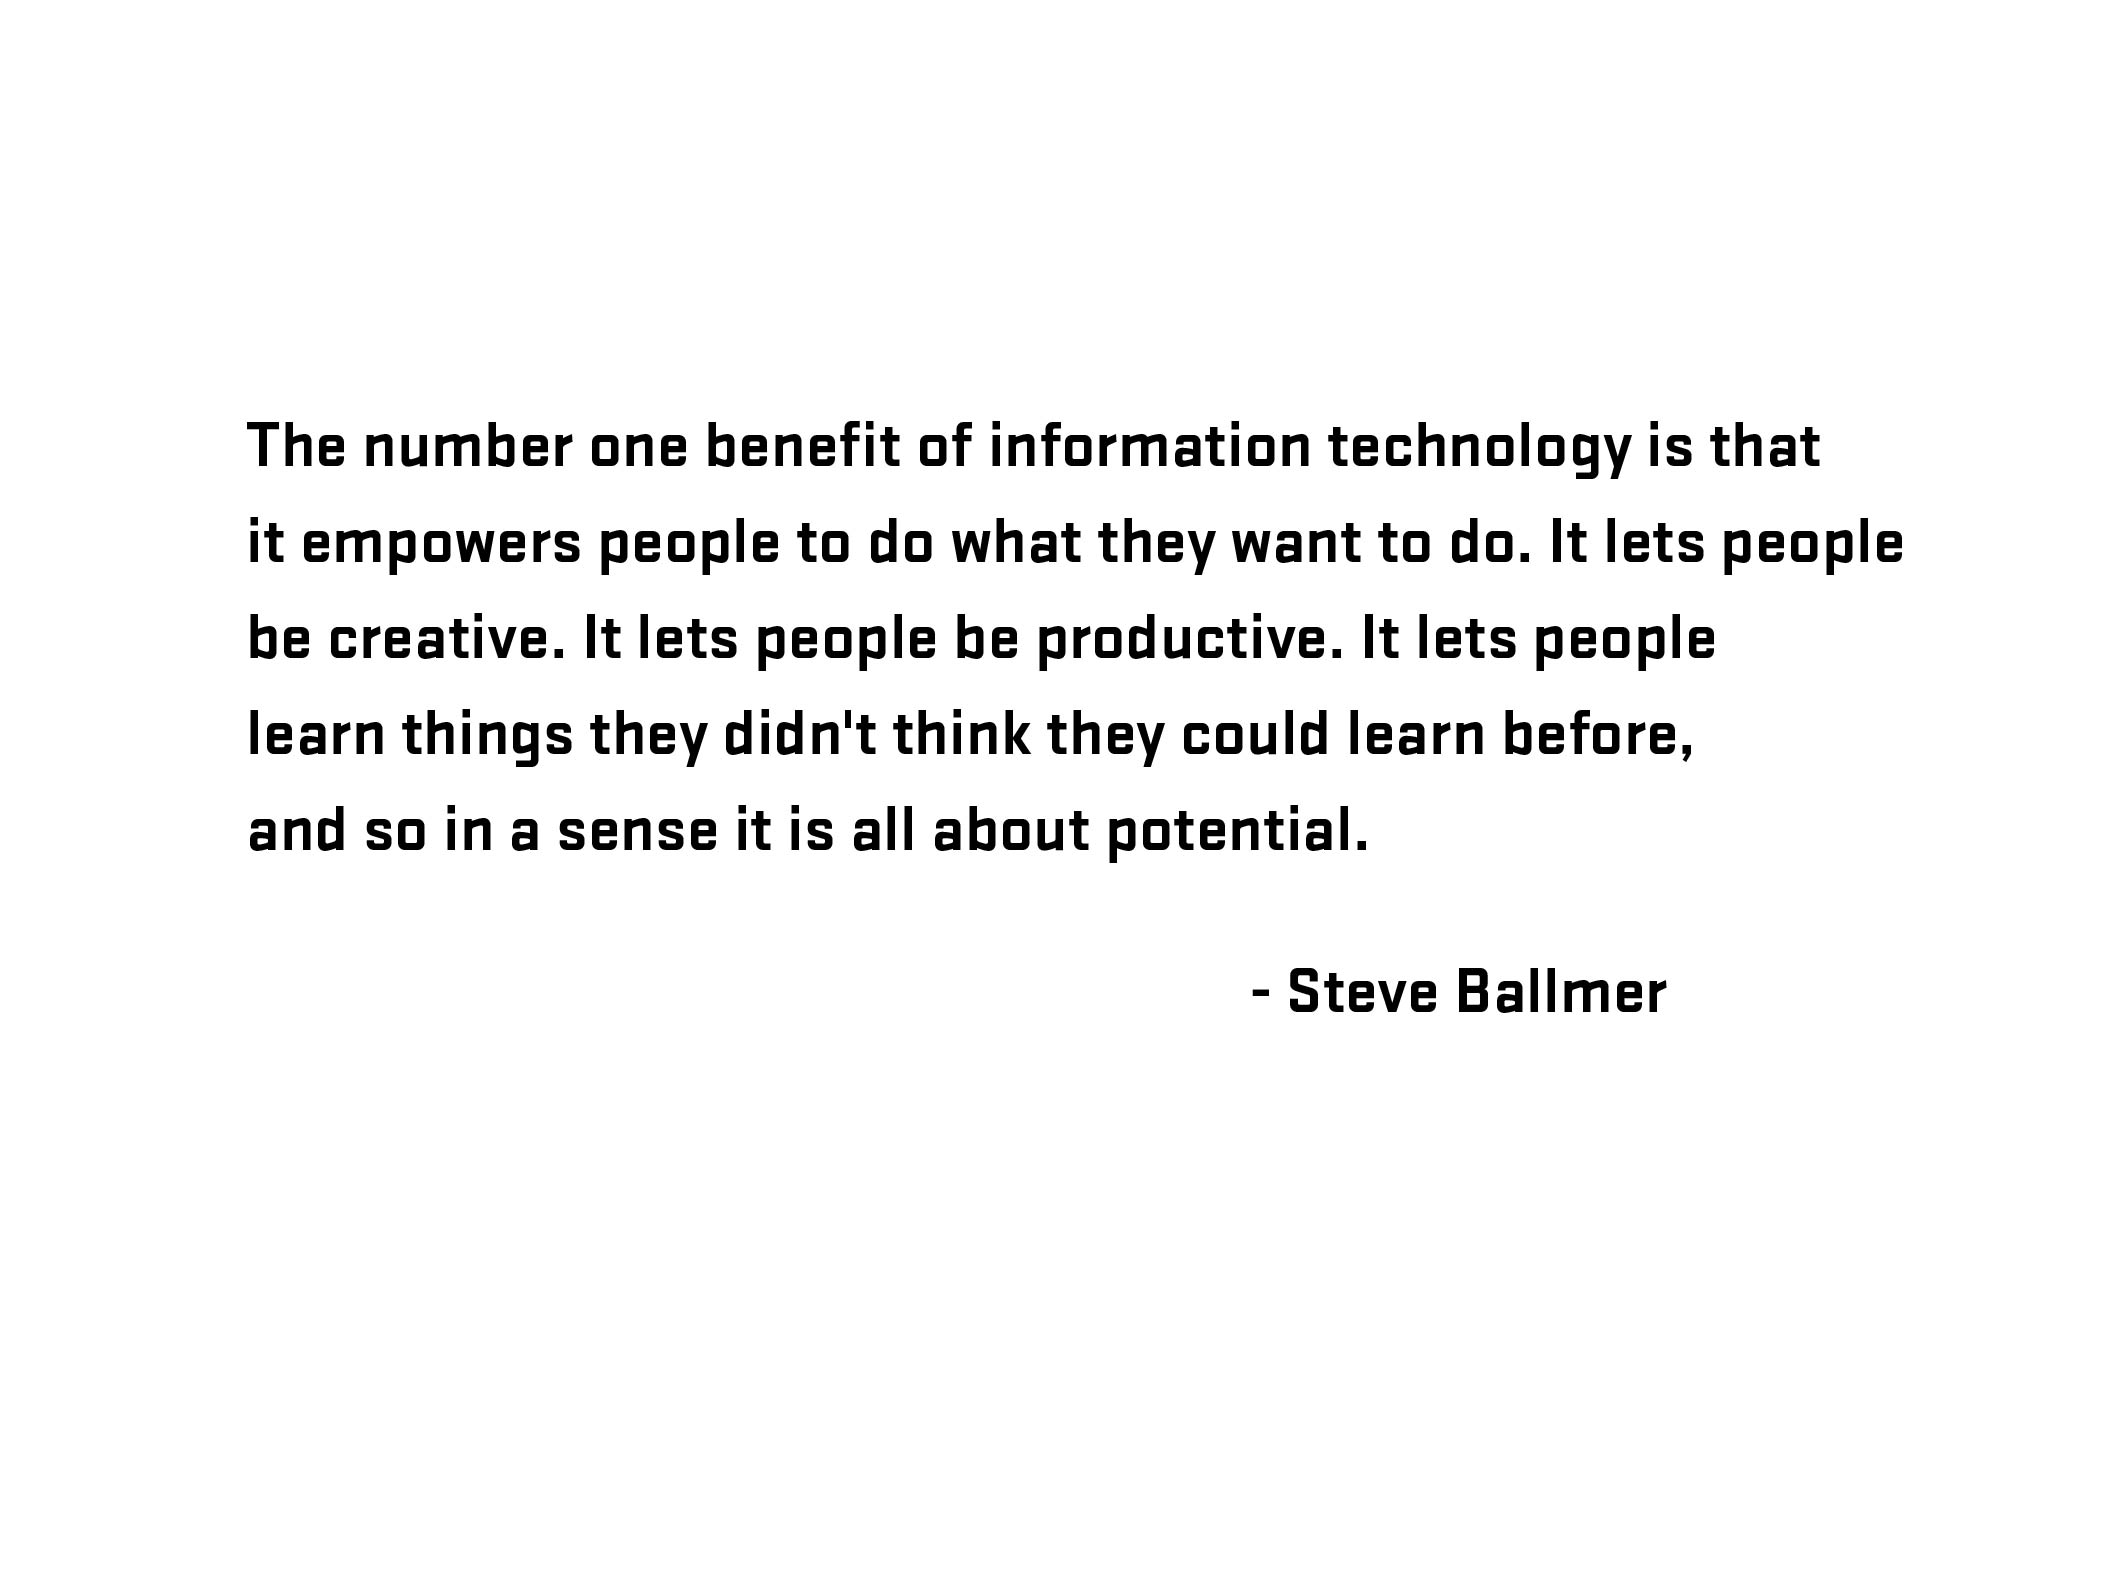 The number one benefit of information technology is that
it empowers people to do what they want to do. It lets people
be creative. It lets people be productive. It lets people
learn things they didn't think they could learn before,
and so in a sense it is all about potential.
- Steve Ballmer